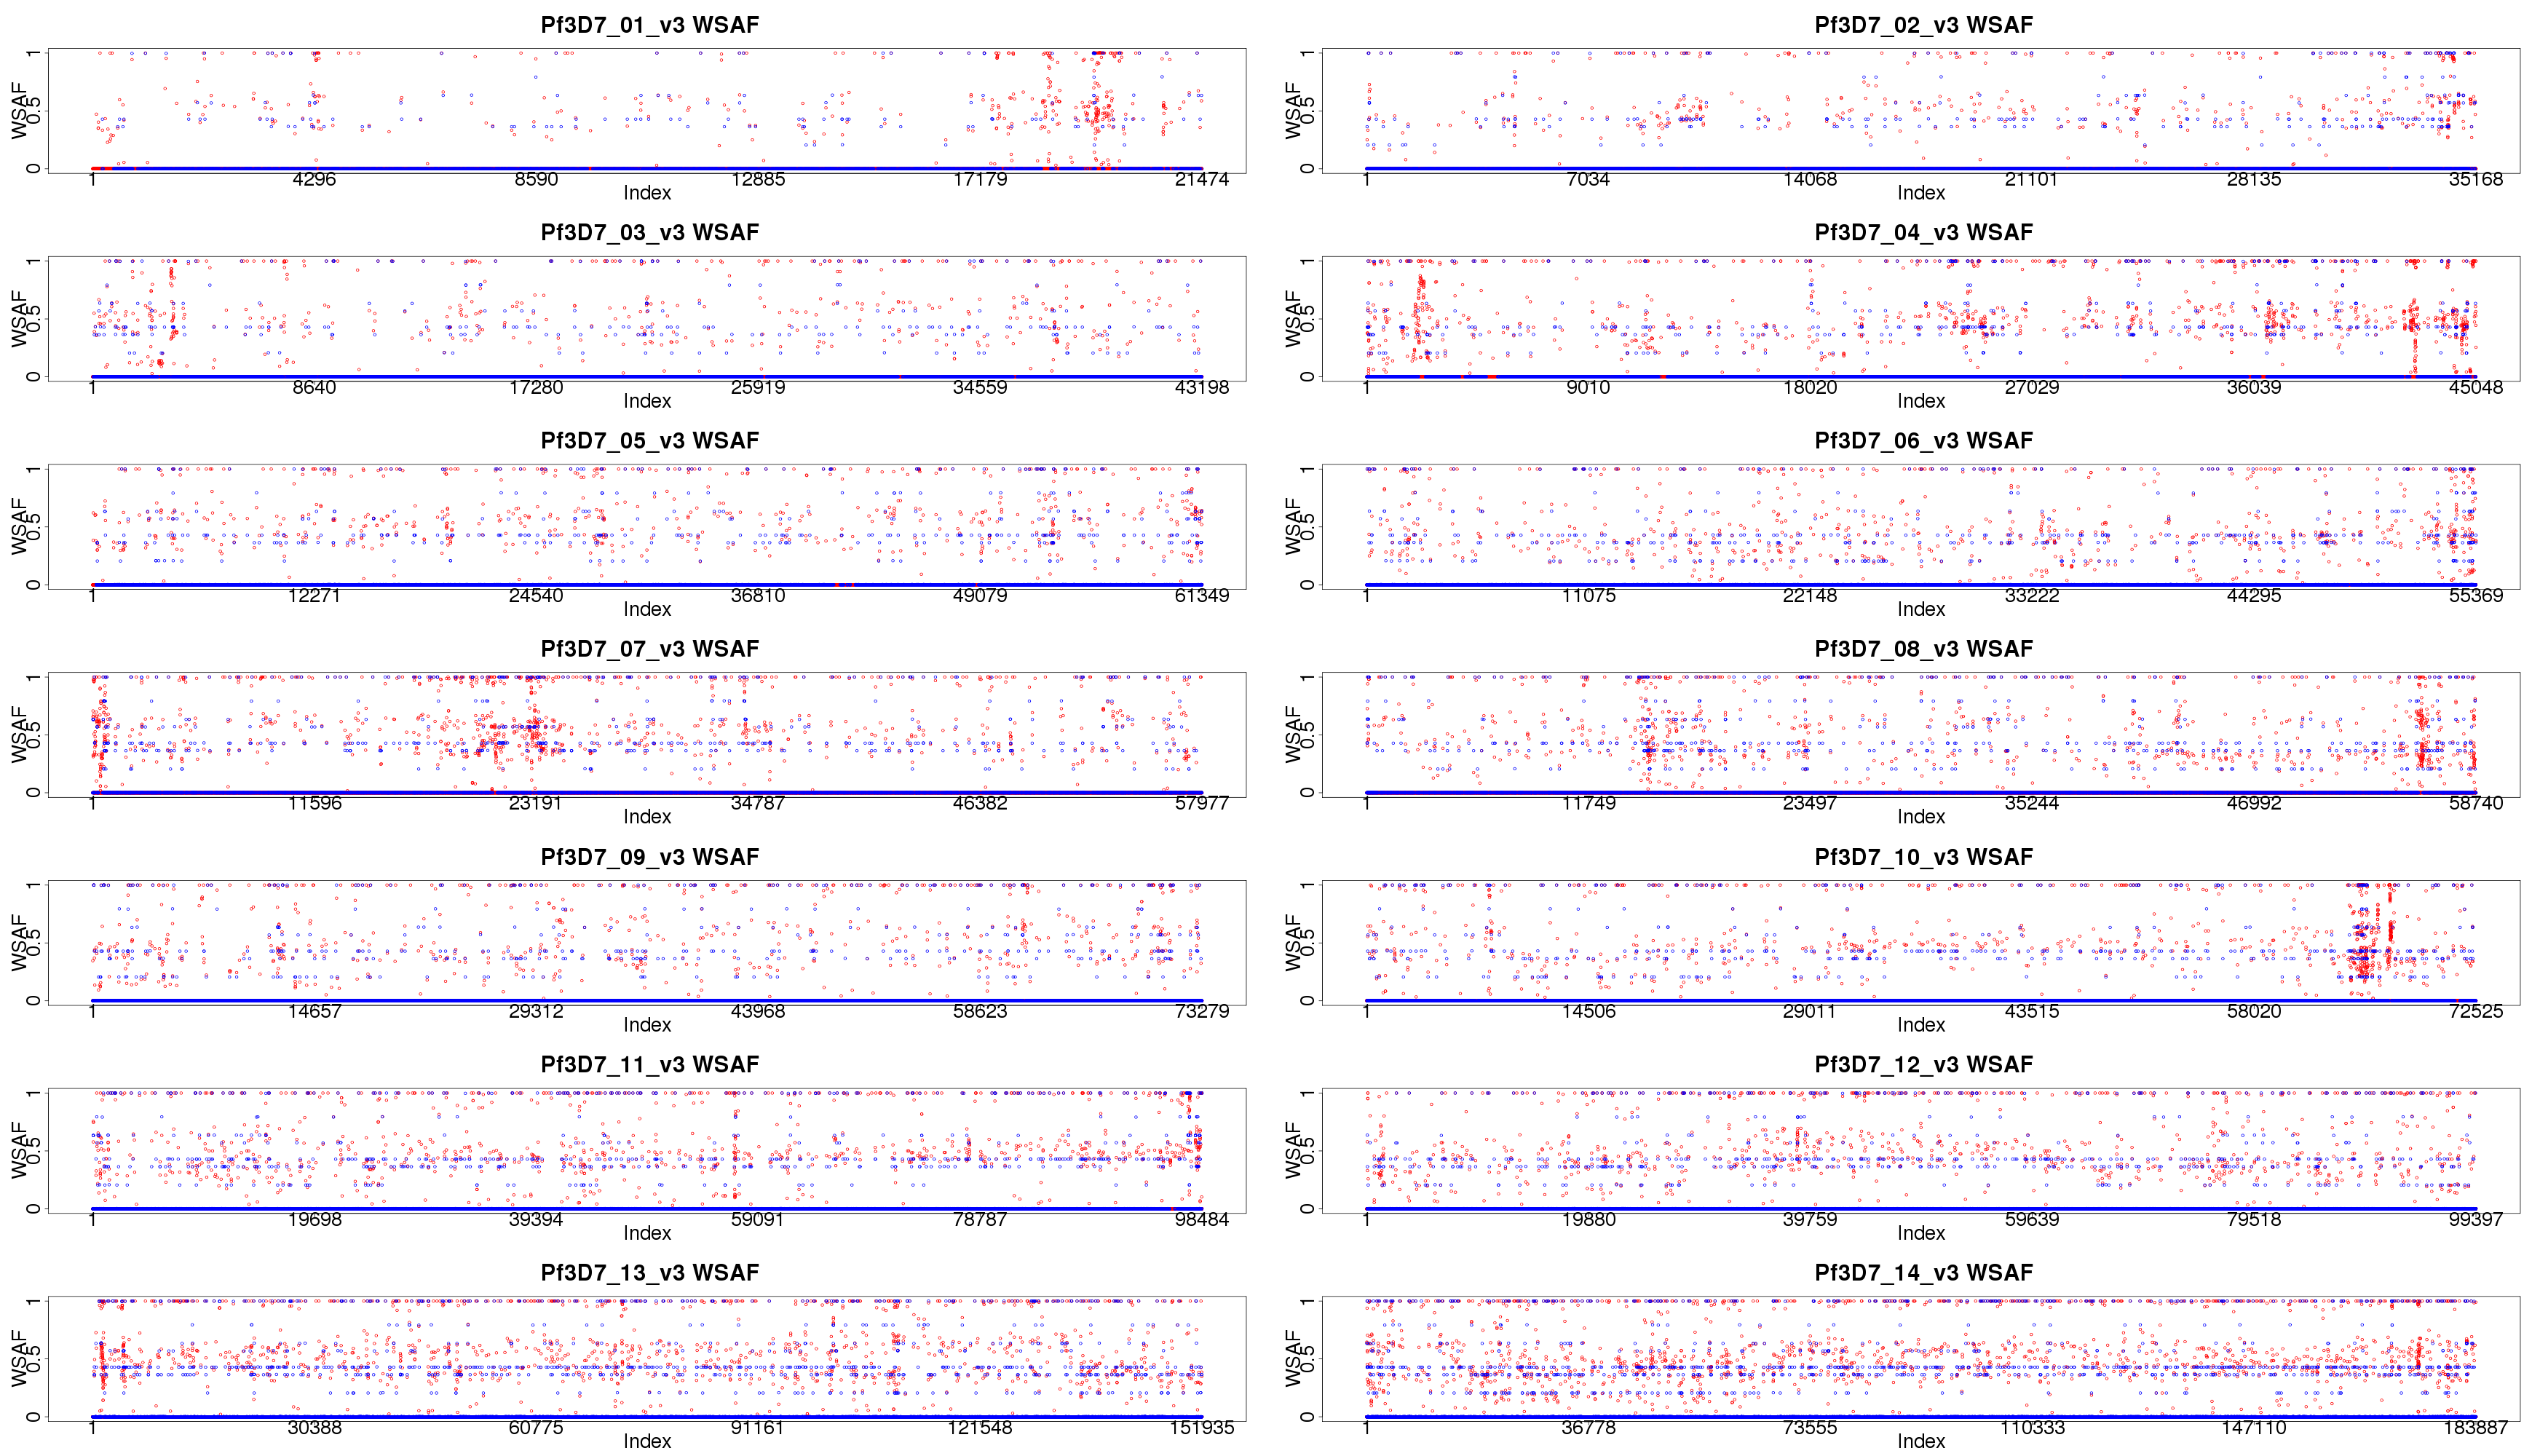 Pf3D7_01_v3 WSAF
WSAF
0 0.5 1
1 4296 8590 12885 17179 21474
Index
Pf3D7_02_v3 WSAF
WSAF
0 0.5 1
1 7034 14068 21101 28135 35168
Index
Pf3D7_03_v3 WSAF
WSAF
0 0.5 1
1 8640 17280 25919 34559 43198
Index
Pf3D7_04_v3 WSAF
WSAF
0 0.5 1
1 9010 18020 27029 36039 45048
Index
Pf3D7_05_v3 WSAF
WSAF
0 0.5 1
1 12271 24540 36810 49079 61349
Index
Pf3D7_06_v3 WSAF
WSAF
0 0.5 1
1 11075 22148 33222 44295 55369
Index
Pf3D7_07_v3 WSAF
WSAF
0 0.5 1
1 11596 23191 34787 46382 57977
Index
Pf3D7_08_v3 WSAF
WSAF
0 0.5 1
1 11749 23497 35244 46992 58740
Index
Pf3D7_09_v3 WSAF
WSAF
0 0.5 1
1 14657 29312 43968 58623 73279
Index
Pf3D7_10_v3 WSAF
WSAF
0 0.5 1
1 14506 29011 43515 58020 72525
Index
Pf3D7_11_v3 WSAF
WSAF
0 0.5 1
1 19698 39394 59091 78787 98484
Index
Pf3D7_12_v3 WSAF
WSAF
0 0.5 1
1 19880 39759 59639 79518 99397
Index
Pf3D7_13_v3 WSAF
WSAF
0 0.5 1
1 30388 60775 91161 121548 151935
Index
Pf3D7_14_v3 WSAF
WSAF
0 0.5 1
1 36778 73555 110333 147110 183887
Index